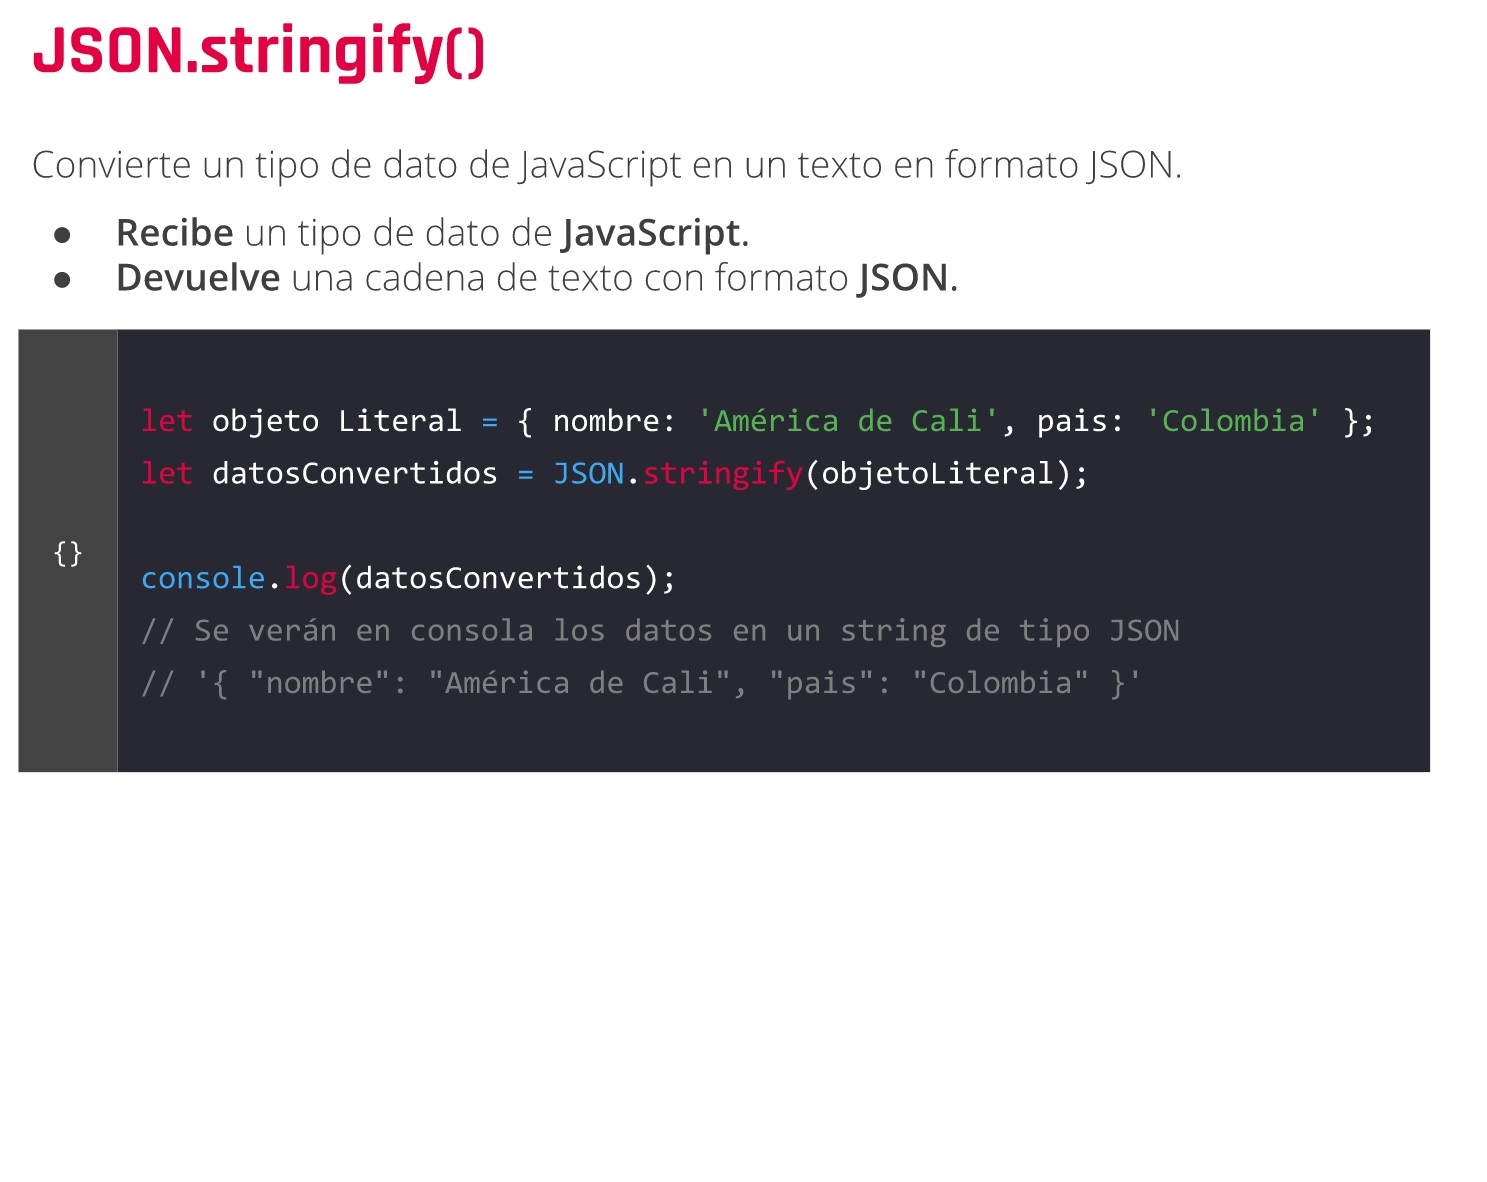 JSON.stringify()
Convierte un tipo de dato de JavaScript en un texto en formato JSON.
● Recibe un tipo de dato de JavaScript.
● Devuelve una cadena de texto con formato JSON.
let objeto Literal = { nombre: 'América de Cali', pais: 'Colombia' };
let datosConvertidos = JSON.stringify(objetoLiteral);
{}
console.log(datosConvertidos);
// Se verán en consola los datos en un string de tipo JSON
// '{ "nombre": "América de Cali", "pais": "Colombia" }'